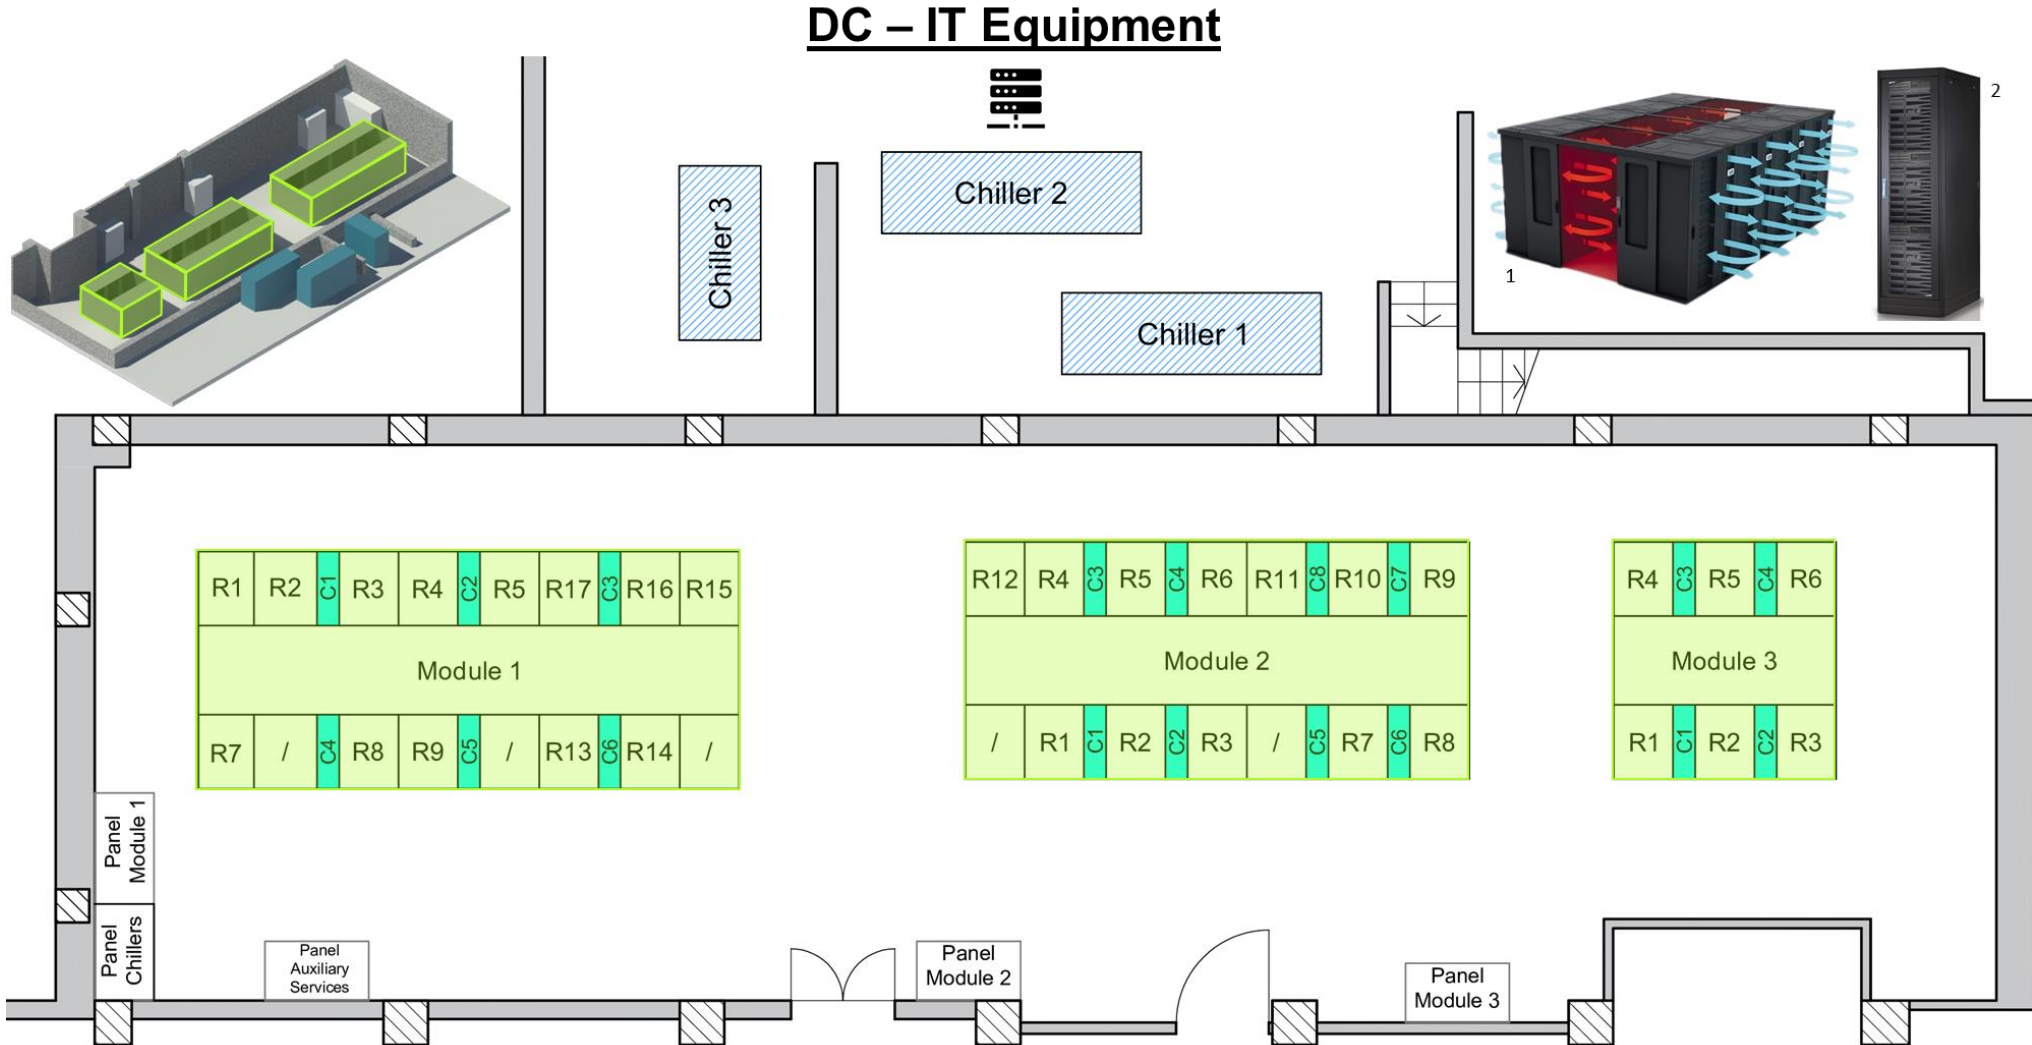 DC – IT Equipment
2
1
Chiller 3
Chiller 2
Chiller 1
R1 R2 C1 R3 R4 C2 R5 R17 C3 R16 R15
Module 1
R7 / C4 R8 R9 C5 / R13 C6 R14 /
R12 R4 C3 R5 C4 R6 R11 C8 R10 C7 R9
Module 2
/ R1 C1 R2 C2 R3 / C5 R7 C6 R8
R4 C3 R5 C4 R6
Module 3
R1 C1 R2 C2 R3
Panel
Module 1
Panel
Chillers
Panel
Auxiliary
Services
Panel
Module 2
Panel
Module 3